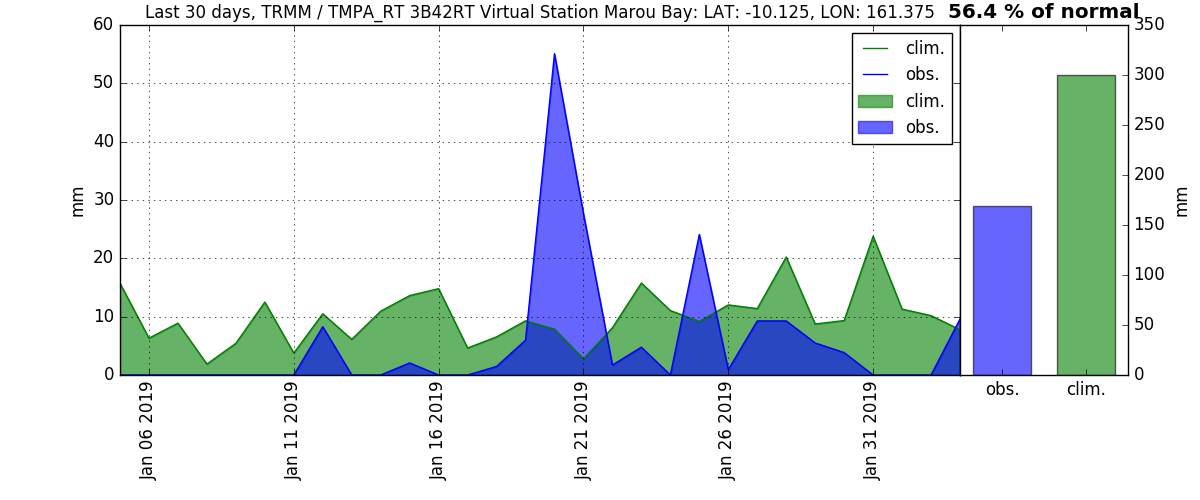 Last 30 days, TRMM / TMPA_RT 3B42RT Virtual Station Marou Bay: LAT: -10.125, LON: 161.375
56.4 % of normal
60
50
40
30
20
10
0
mm
clim.
obs.
clim.
obs.
Jan 06 2019
Jan 11 2019
Jan 16 2019
Jan 21 2019
Jan 26 2019
Jan 31 2019
350
300
250
200
150
100
50
0
mm
obs.
clim.